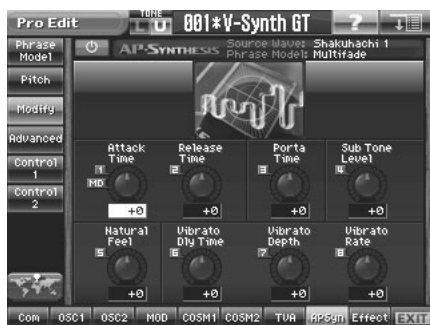 Pro Edit TONE L U 001*V-Synth GT ?
Phrase Model
AP-SYNTHESIS Source Wave: Shakuhachi 1
Phrase Model: Multifade
Pitch
Modify
Advanced
Control 1
Control 2
Attack Time Release Time Porta Time Sub Tone Level
1 2 3 4
MD
+0 +0 +0 +0
Natural Feel Vibrato Dly Time Vibrato Depth Vibrato Rate
5 6 7 8
+0 +0 +0 +0
Com OSC1 OSC2 MOD COSM1 COSM2 TVA APSyn Effect EXIT